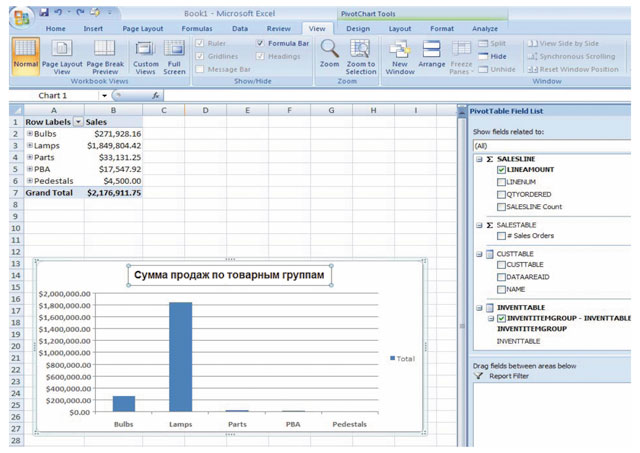 Book1 - Microsoft Excel
PivotChart Tools
Home Insert Page Layout Formulas Data Review View Design Layout Format Analyze
Normal Page Layout View Page Break Preview Custom Views Full Screen
Workbook Views
Ruler Formula Bar
Gridlines Headings
Message Bar
Show/Hide
Zoom Zoom to Selection
Zoom
New Window Arrange Freeze Panes
Split View Side by Side
Hide Synchronous Scrolling
Unhide Reset Window Position
Window
Chart 1 fx
A B C D E F G H I
1 Row Labels Sales
2 Bulbs $271,928.16
3 Lamps $1,849,804.42
4 Parts $33,131.25
5 PBA $17,547.92
6 Pedestals $4,500.00
7 Grand Total $2,176,911.75
8
9
10
11
12
13
14
15
16
17
18
19
20
21
22
23
24
25
26
27
28
Сумма продаж по товарным группам
$2,000,000.00
$1,800,000.00
$1,600,000.00
$1,400,000.00
$1,200,000.00
$1,000,000.00
$800,000.00
$600,000.00
$400,000.00
$200,000.00
$0.00
Bulbs Lamps Parts PBA Pedestals
Total
PivotTable Field List
Show fields related to:
(All)
Σ SALESLINE
LINEAMOUNT
LINENUM
QTYORDERED
SALESLINE Count
Σ SALESTABLE
# Sales Orders
CUSTTABLE
CUSTTABLE
DATAAREAID
NAME
INVENTTABLE
INVENTITEMGROUP - INVENTTABLE
INVENTITEMGROUP
INVENTTABLE
Drag fields between areas below
Report Filter